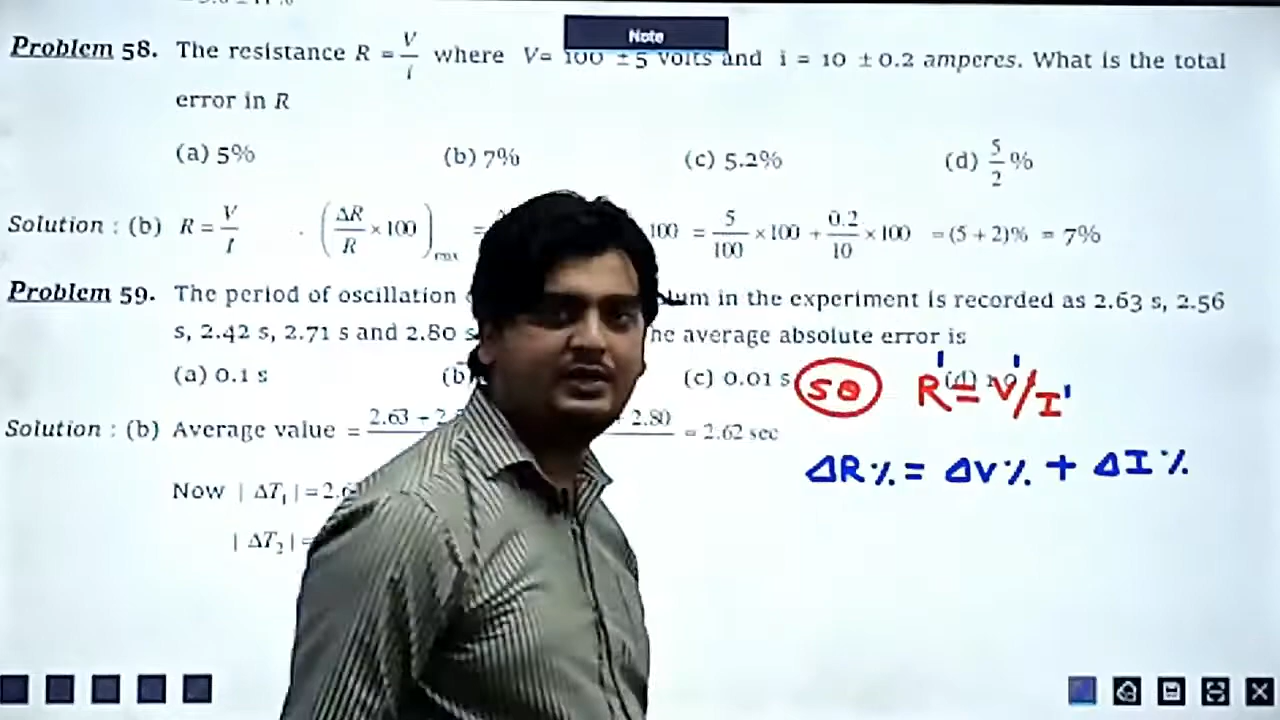 Note
Problem 58. The resistance R = V/i where V= 100 ± 5 volts and i = 10 ± 0.2 amperes. What is the total
error in R
(a) 5% (b) 7% (c) 5.2% (d) 5/2 %
Solution : (b) R = V/I . (ΔR/R × 100)max = 100 = 5/100 × 100 + 0.2/10 × 100 = (5 + 2)% = 7%
Problem 59. The period of oscillation in the experiment is recorded as 2.63 s, 2.56
s, 2.42 s, 2.71 s and 2.80 s average absolute error is
(a) 0.1 s (b) (c) 0.01 s (d)
58 R' = V'/I'
Solution : (b) Average value = 2.63 + 2.80 = 2.62 sec
ΔR% = ΔV% + ΔI%
Now | ΔT1 | =
| ΔT2 | =